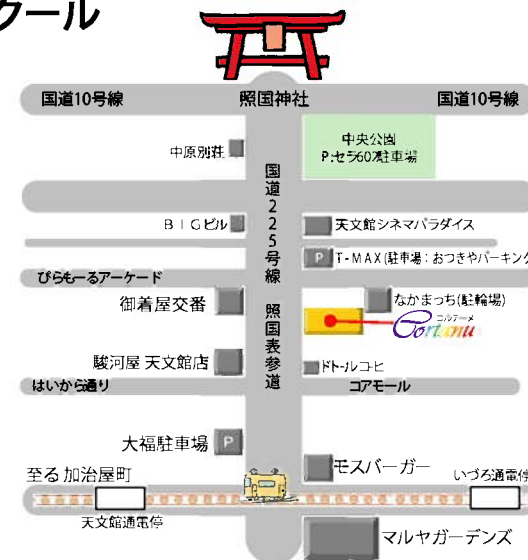 クール
国道10号線
照国神社
国道10号線
中央公園
P:セラ602駐車場
中原別荘
国道225号線 照国表参道
BIGビル
天文館シネマパラダイス
P
T-MAX(駐車場：おつきやパーキング
ぴらもーるアーケード
御着屋交番
なかまっち(駐輪場)
コルテーメ
駿河屋 天文館店
ドトールコーヒ
はいから通り
コアモール
大福駐車場
P
モスバーガー
至る 加治屋町
いづろ通電停
天文館通電停
マルヤガーデンズ